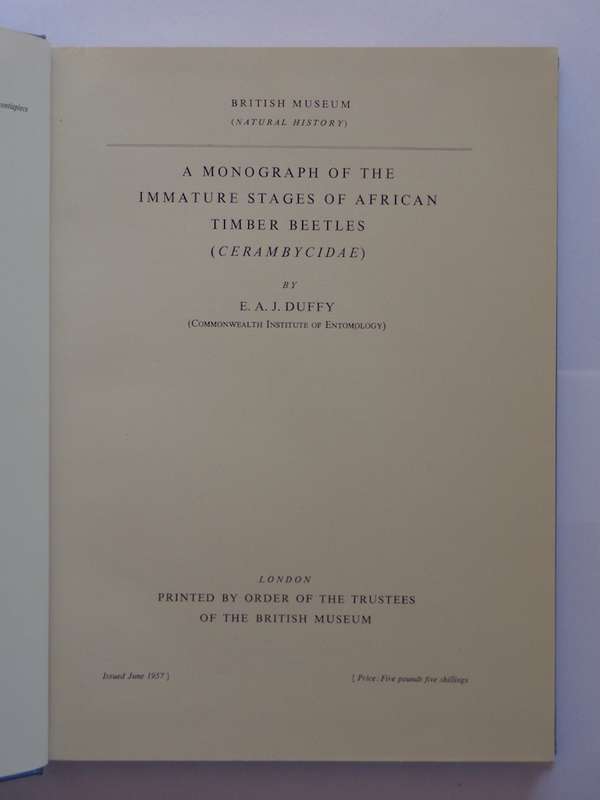 BRITISH MUSEUM
(NATURAL HISTORY)
A MONOGRAPH OF THE
IMMATURE STAGES OF AFRICAN
TIMBER BEETLES
(CERAMBYCIDAE)
BY
E. A. J. DUFFY
(COMMONWEALTH INSTITUTE OF ENTOMOLOGY)
LONDON
PRINTED BY ORDER OF THE TRUSTEES
OF THE BRITISH MUSEUM
Issued June 1957 ]
[ Price: Five pounds five shillings